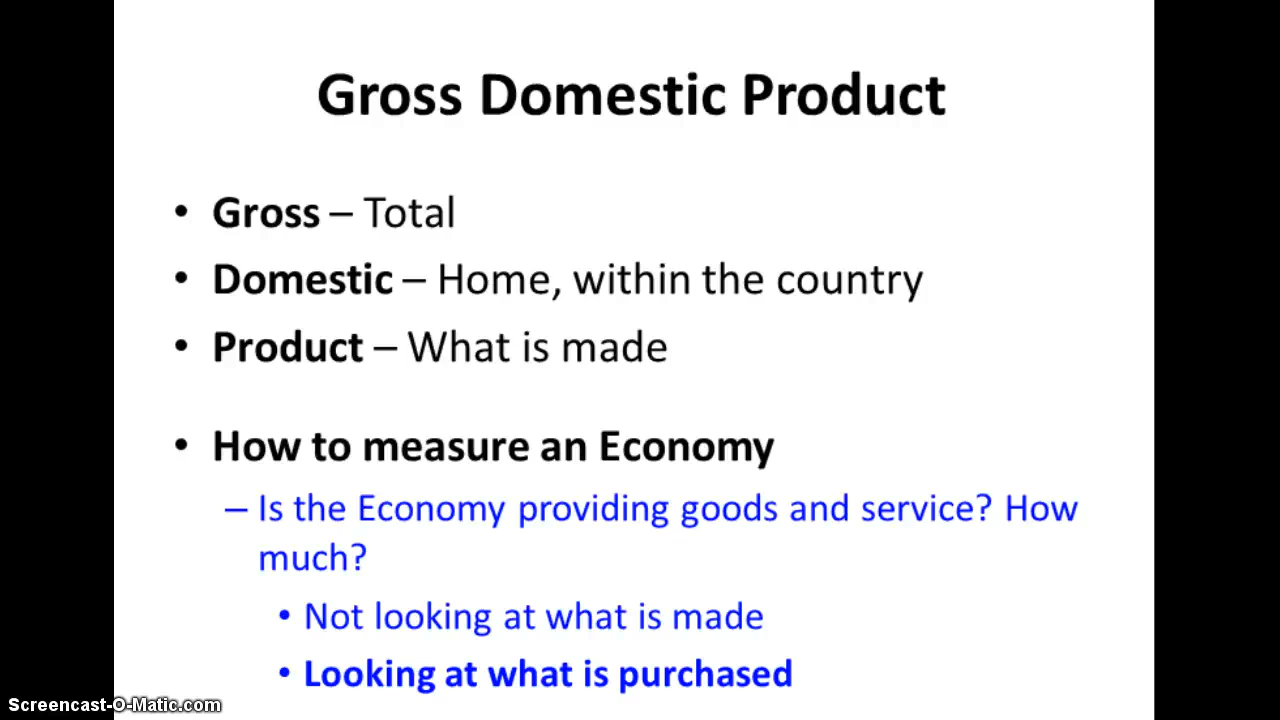 Gross Domestic Product
• Gross – Total
• Domestic – Home, within the country
• Product – What is made
• How to measure an Economy
– Is the Economy providing goods and service? How
much?
• Not looking at what is made
• Looking at what is purchased
Screencast-O-Matic.com